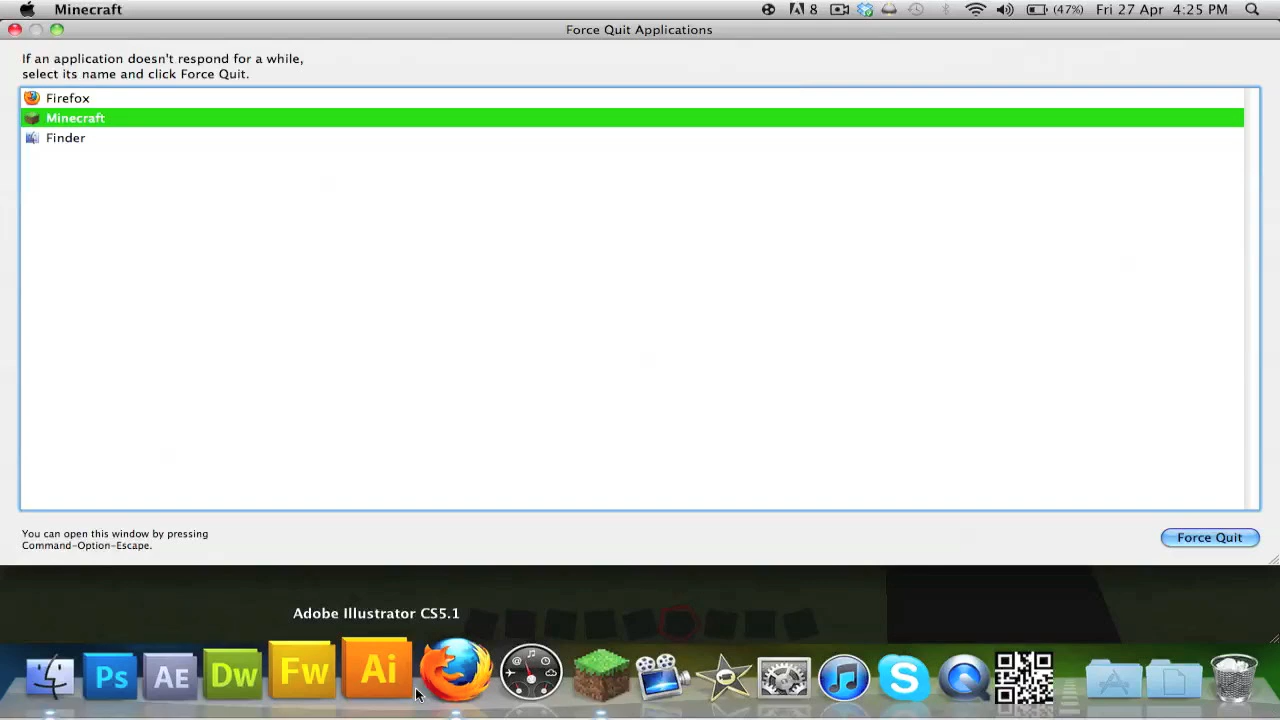 Minecraft
8
(47%)
Fri 27 Apr 4:25 PM
Force Quit Applications
If an application doesn't respond for a while,
select its name and click Force Quit.
Firefox
Minecraft
Finder
You can open this window by pressing
Command-Option-Escape.
Force Quit
Adobe Illustrator CS5.1
Ps
AE
Dw
Fw
Ai